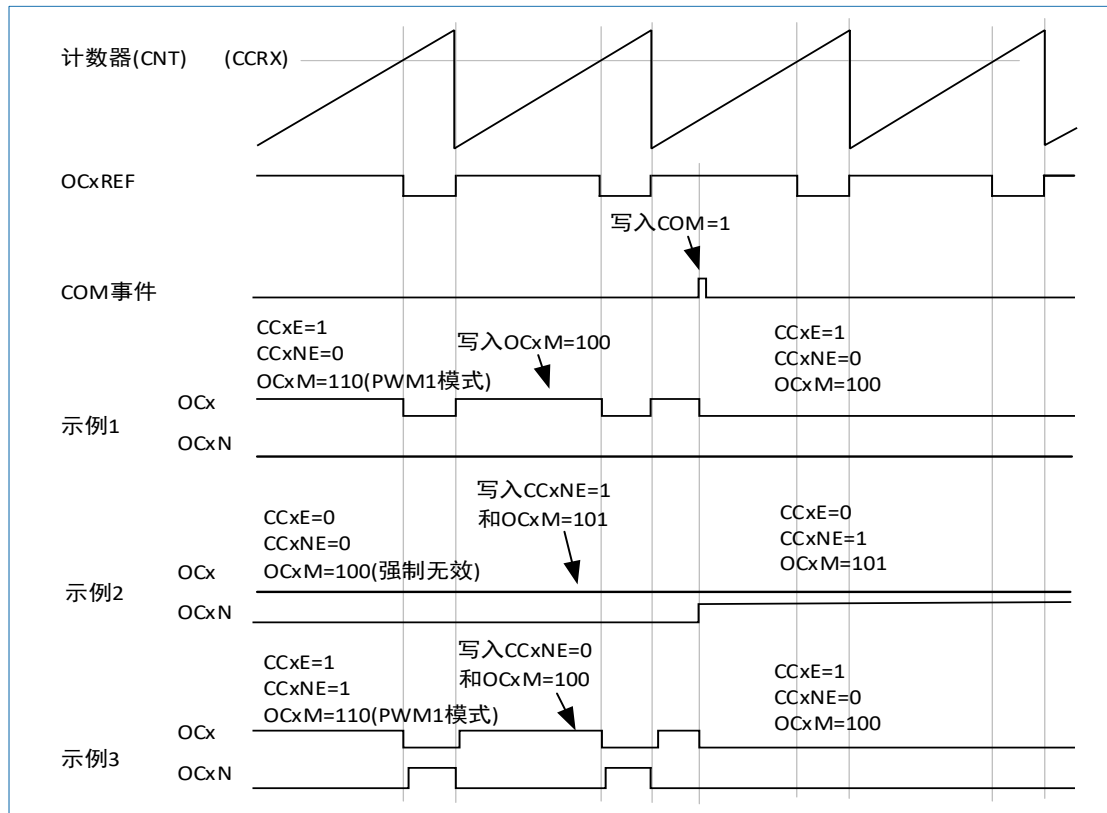 计数器(CNT) (CCRX)
OCxREF
写入COM=1
COM事件
CCxE=1
CCxNE=0
OCxM=110(PWM1模式)
写入OCxM=100
CCxE=1
CCxNE=0
OCxM=100
OCx
示例1
OCxN
写入CCxNE=1
和OCxM=101
CCxE=0
CCxNE=0
OCxM=100(强制无效)
CCxE=0
CCxNE=1
OCxM=101
OCx
示例2
OCxN
写入CCxNE=0
和OCxM=100
CCxE=1
CCxNE=1
OCxM=110(PWM1模式)
CCxE=1
CCxNE=0
OCxM=100
OCx
示例3
OCxN